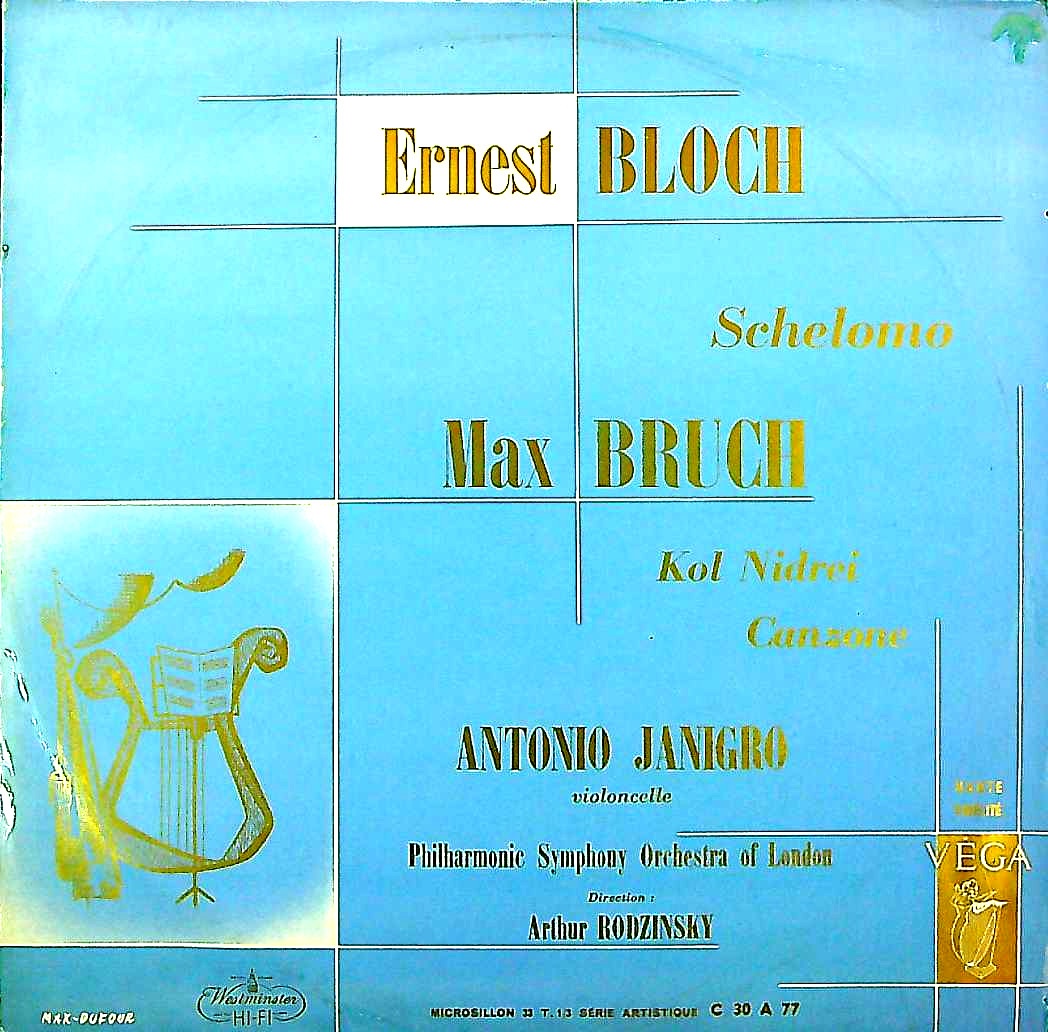 Ernest BLOCH
Schelomo
Max BRUCH
Kol Nidrei
Canzone
ANTONIO JANIGRO
violoncelle
HAUTE
FIDÉLITÉ
Philharmonic Symphony Orchestra of London
VÉGA
Direction :
Arthur RODZINSKY
Westminster
HI-FI
MAX-DUFOUR
MICROSILLON 33 T. 1/3 SÉRIE ARTISTIQUE C 30 A 77